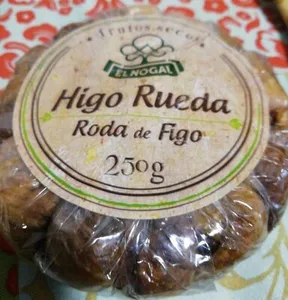 frutos secos
EL NOGAL
Higo Rueda
Roda de Figo
250g